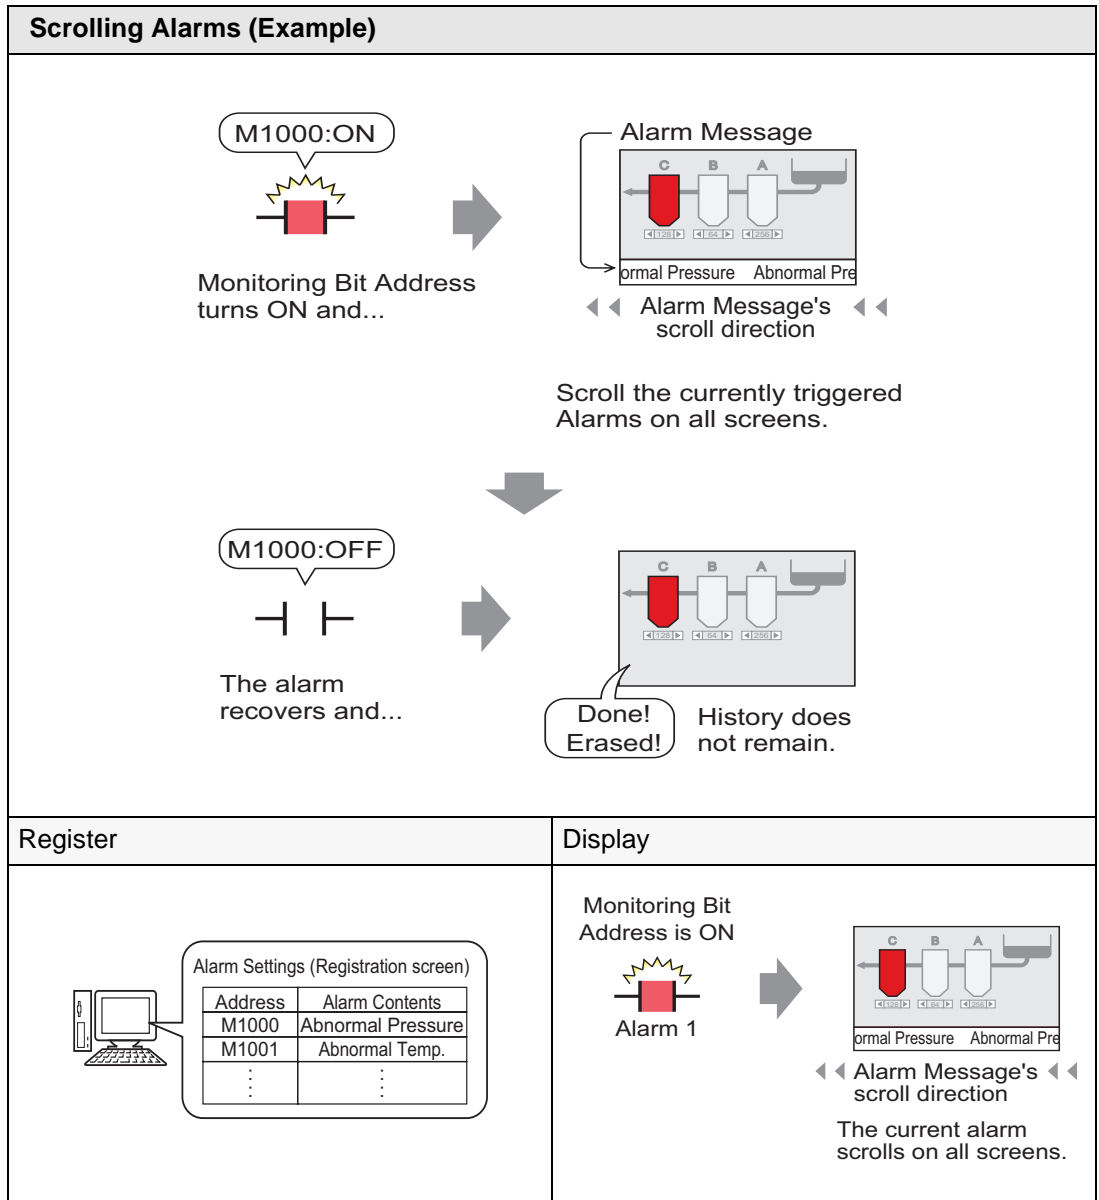 Scrolling Alarms (Example)
M1000:ON
Monitoring Bit Address
turns ON and...
Alarm Message
C B A
128 64 256
ormal Pressure Abnormal Pre
Alarm Message's
scroll direction
Scroll the currently triggered
Alarms on all screens.
M1000:OFF
The alarm
recovers and...
C B A
128 64 256
Done!
Erased!
History does
not remain.
Register
Alarm Settings (Registration screen)
Address Alarm Contents
M1000 Abnormal Pressure
M1001 Abnormal Temp.
Display
Monitoring Bit
Address is ON
Alarm 1
C B A
128 64 256
ormal Pressure Abnormal Pre
Alarm Message's
scroll direction
The current alarm
scrolls on all screens.